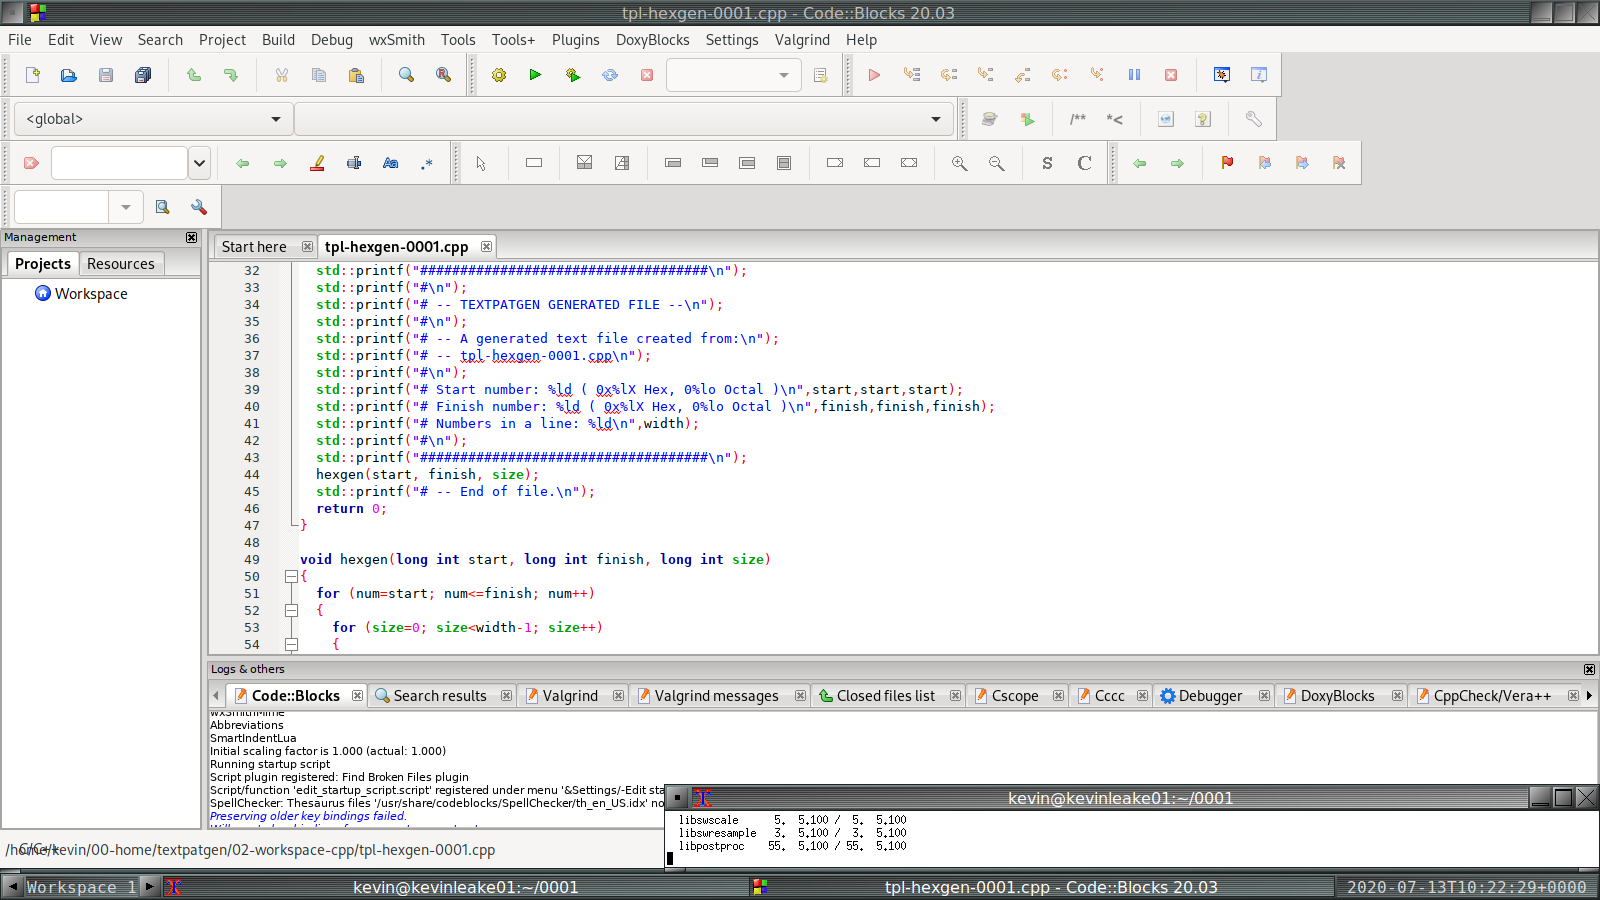 tpl-hexgen-0001.cpp - Code::Blocks 20.03
File Edit View Search Project Build Debug wxSmith Tools Tools+ Plugins DoxyBlocks Settings Valgrind Help
<global>
/** *<
Aa .*
S C
Management
Projects Resources
Workspace
Start here tpl-hexgen-0001.cpp
32 std::printf("####################################\n");
33 std::printf("#\n");
34 std::printf("# -- TEXTPATGEN GENERATED FILE --\n");
35 std::printf("#\n");
36 std::printf("# -- A generated text file created from:\n");
37 std::printf("# -- tpl-hexgen-0001.cpp\n");
38 std::printf("#\n");
39 std::printf("# Start number: %ld ( 0x%lX Hex, 0%lo Octal )\n",start,start,start);
40 std::printf("# Finish number: %ld ( 0x%lX Hex, 0%lo Octal )\n",finish,finish,finish);
41 std::printf("# Numbers in a line: %ld\n",width);
42 std::printf("#\n");
43 std::printf("####################################\n");
44 hexgen(start, finish, size);
45 std::printf("# -- End of file.\n");
46 return 0;
47 }
48
49 void hexgen(long int start, long int finish, long int size)
50 {
51 for (num=start; num<=finish; num++)
52 {
53 for (size=0; size<width-1; size++)
54 {
Logs & others
Code::Blocks Search results Valgrind Valgrind messages Closed files list Cscope Cccc Debugger DoxyBlocks CppCheck/Vera++
wxSmithMime
Abbreviations
SmartIndentLua
Initial scaling factor is 1.000 (actual: 1.000)
Running startup script
Script plugin registered: Find Broken Files plugin
Script/function 'edit_startup_script.script' registered under menu '&Settings/-Edit sta
SpellChecker: Thesaurus files '/usr/share/codeblocks/SpellChecker/th_en_US.idx' no
Preserving older key bindings failed.
/home/kevin/00-home/textpatgen/02-workspace-cpp/tpl-hexgen-0001.cpp
C/C++
kevin@kevinleake01:~/0001
libswscale 5. 5.100 / 5. 5.100
libswresample 3. 5.100 / 3. 5.100
libpostproc 55. 5.100 / 55. 5.100
Workspace 1 kevin@kevinleake01:~/0001 tpl-hexgen-0001.cpp - Code::Blocks 20.03 2020-07-13T10:22:29+0000